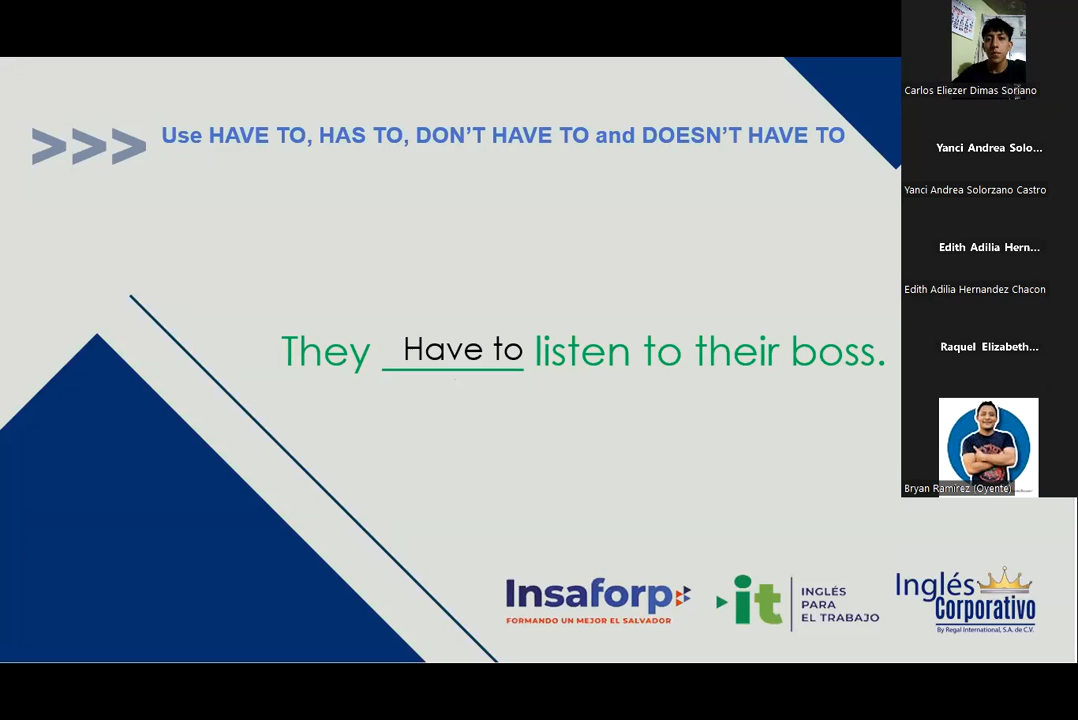 >>> Use HAVE TO, HAS TO, DON'T HAVE TO and DOESN'T HAVE TO
They Have to listen to their boss.
Carlos Eliezer Dimas Soriano
Yanci Andrea Solo...
Yanci Andrea Solorzano Castro
Edith Adilia Hern...
Edith Adilia Hernandez Chacon
Raquel Elizabeth...
Bryan Ramirez (Oyente)
Insaforp
FORMANDO UN MEJOR EL SALVADOR
it
INGLÉS
PARA
EL TRABAJO
Inglés
Corporativo
By Regal International, S.A. de C.V.